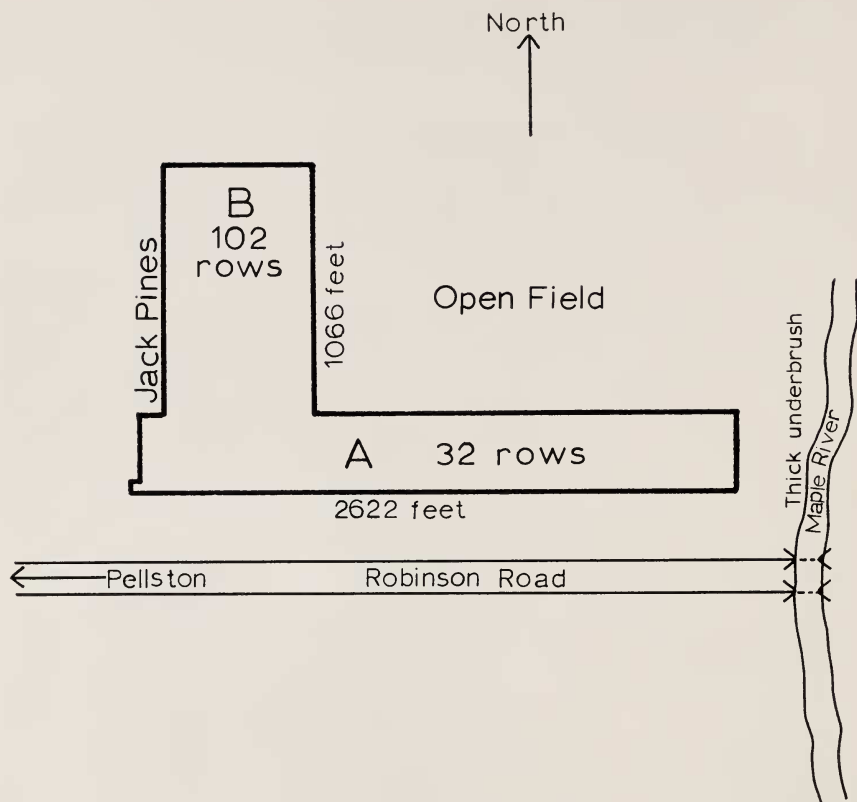 North
B
102
rows
Jack Pines
1066 feet
Open Field
Thick underbrush
Maple River
A 32 rows
2622 feet
Pellston
Robinson Road